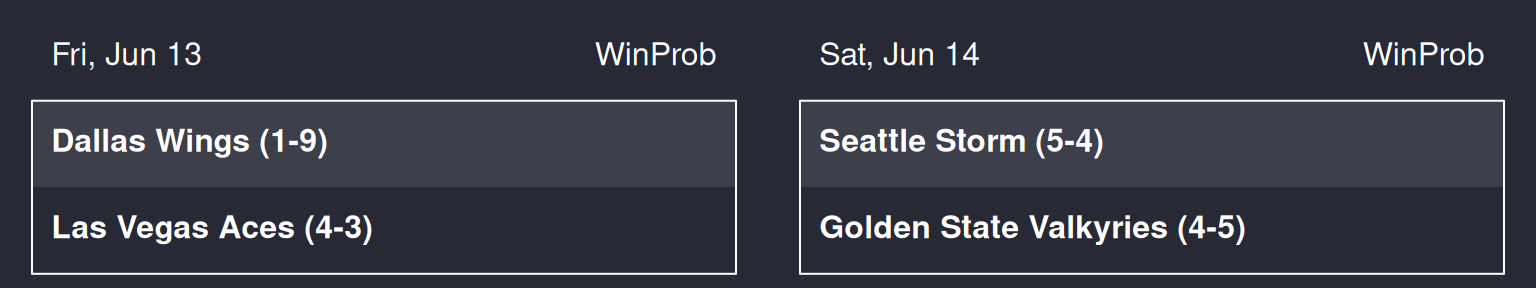 Fri, Jun 13 WinProb
Dallas Wings (1-9)
Las Vegas Aces (4-3)
Sat, Jun 14 WinProb
Seattle Storm (5-4)
Golden State Valkyries (4-5)